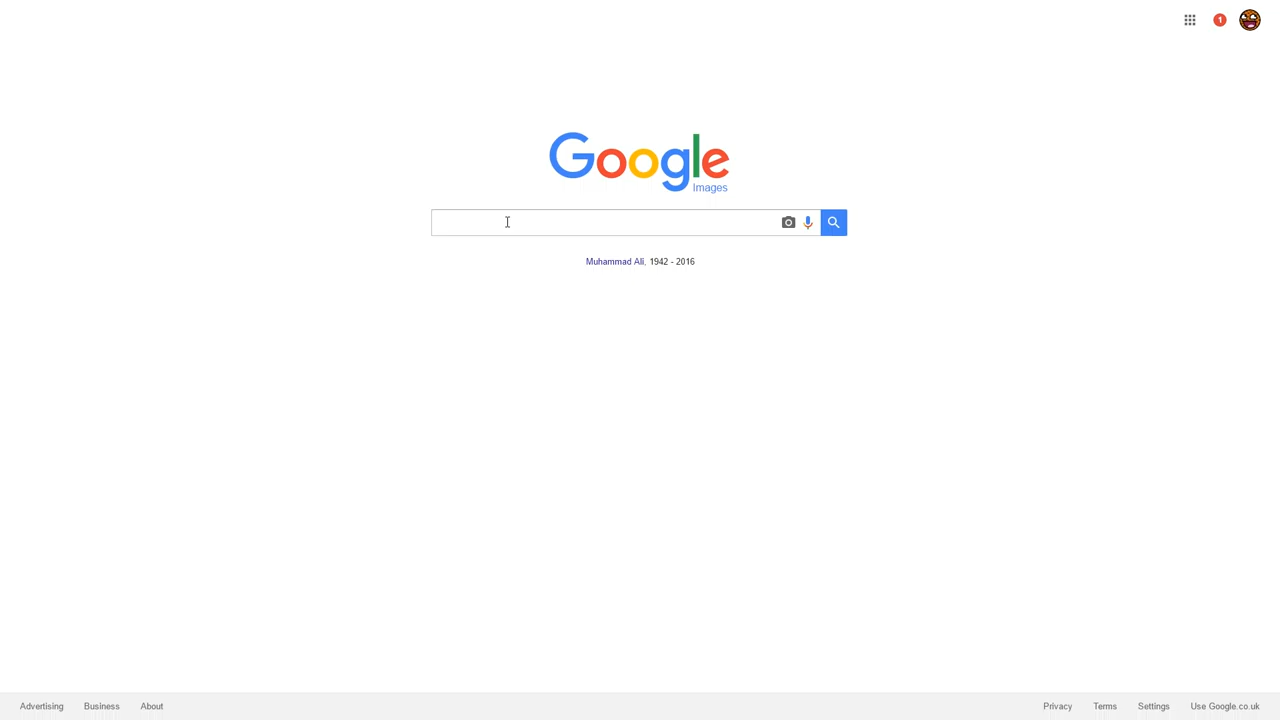 1
Google
Images
Muhammad Ali, 1942 - 2016
Advertising Business About Privacy Terms Settings Use Google.co.uk